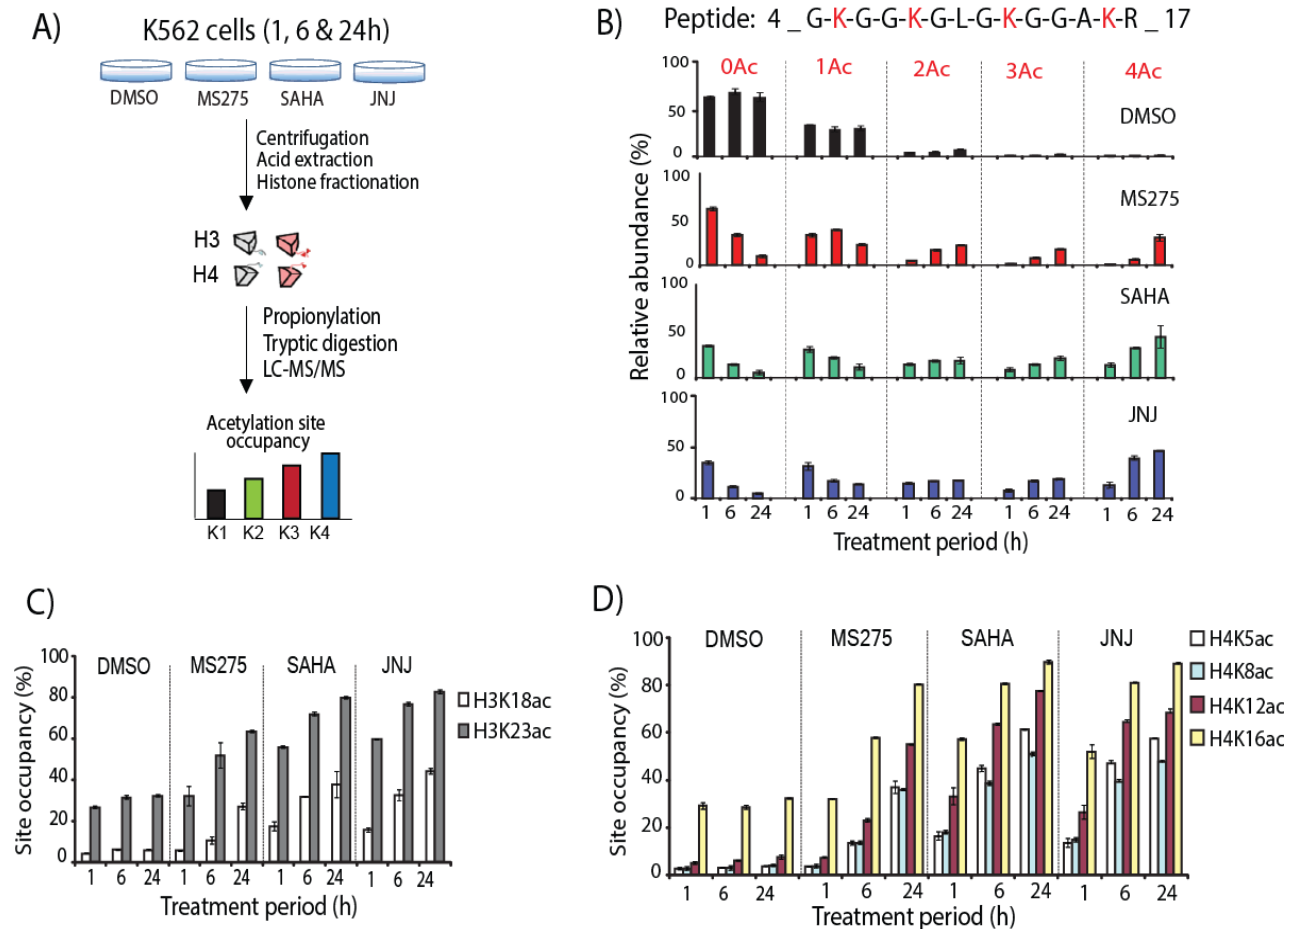 A)
K562 cells (1, 6 & 24h)
DMSO MS275 SAHA JNJ
Centrifugation
Acid extraction
Histone fractionation
H3
H4
Propionylation
Tryptic digestion
LC-MS/MS
Acetylation site
occupancy
K1 K2 K3 K4
B)
Peptide: 4 _ G-K-G-G-K-G-L-G-K-G-G-A-K-R _ 17
0Ac 1Ac 2Ac 3Ac 4Ac
Relative abundance (%)
100
50
0
DMSO
100
50
0
MS275
100
50
0
SAHA
100
50
0
JNJ
1 6 24 1 6 24 1 6 24 1 6 24 1 6 24
Treatment period (h)
C)
Site occupancy (%)
100
80
60
40
20
0
DMSO MS275 SAHA JNJ
H3K18ac
H3K23ac
1 6 24 1 6 24 1 6 24 1 6 24
Treatment period (h)
D)
Site occupancy (%)
100
80
60
40
20
0
DMSO MS275 SAHA JNJ
H4K5ac
H4K8ac
H4K12ac
H4K16ac
1 6 24 1 6 24 1 6 24 1 6 24
Treatment period (h)